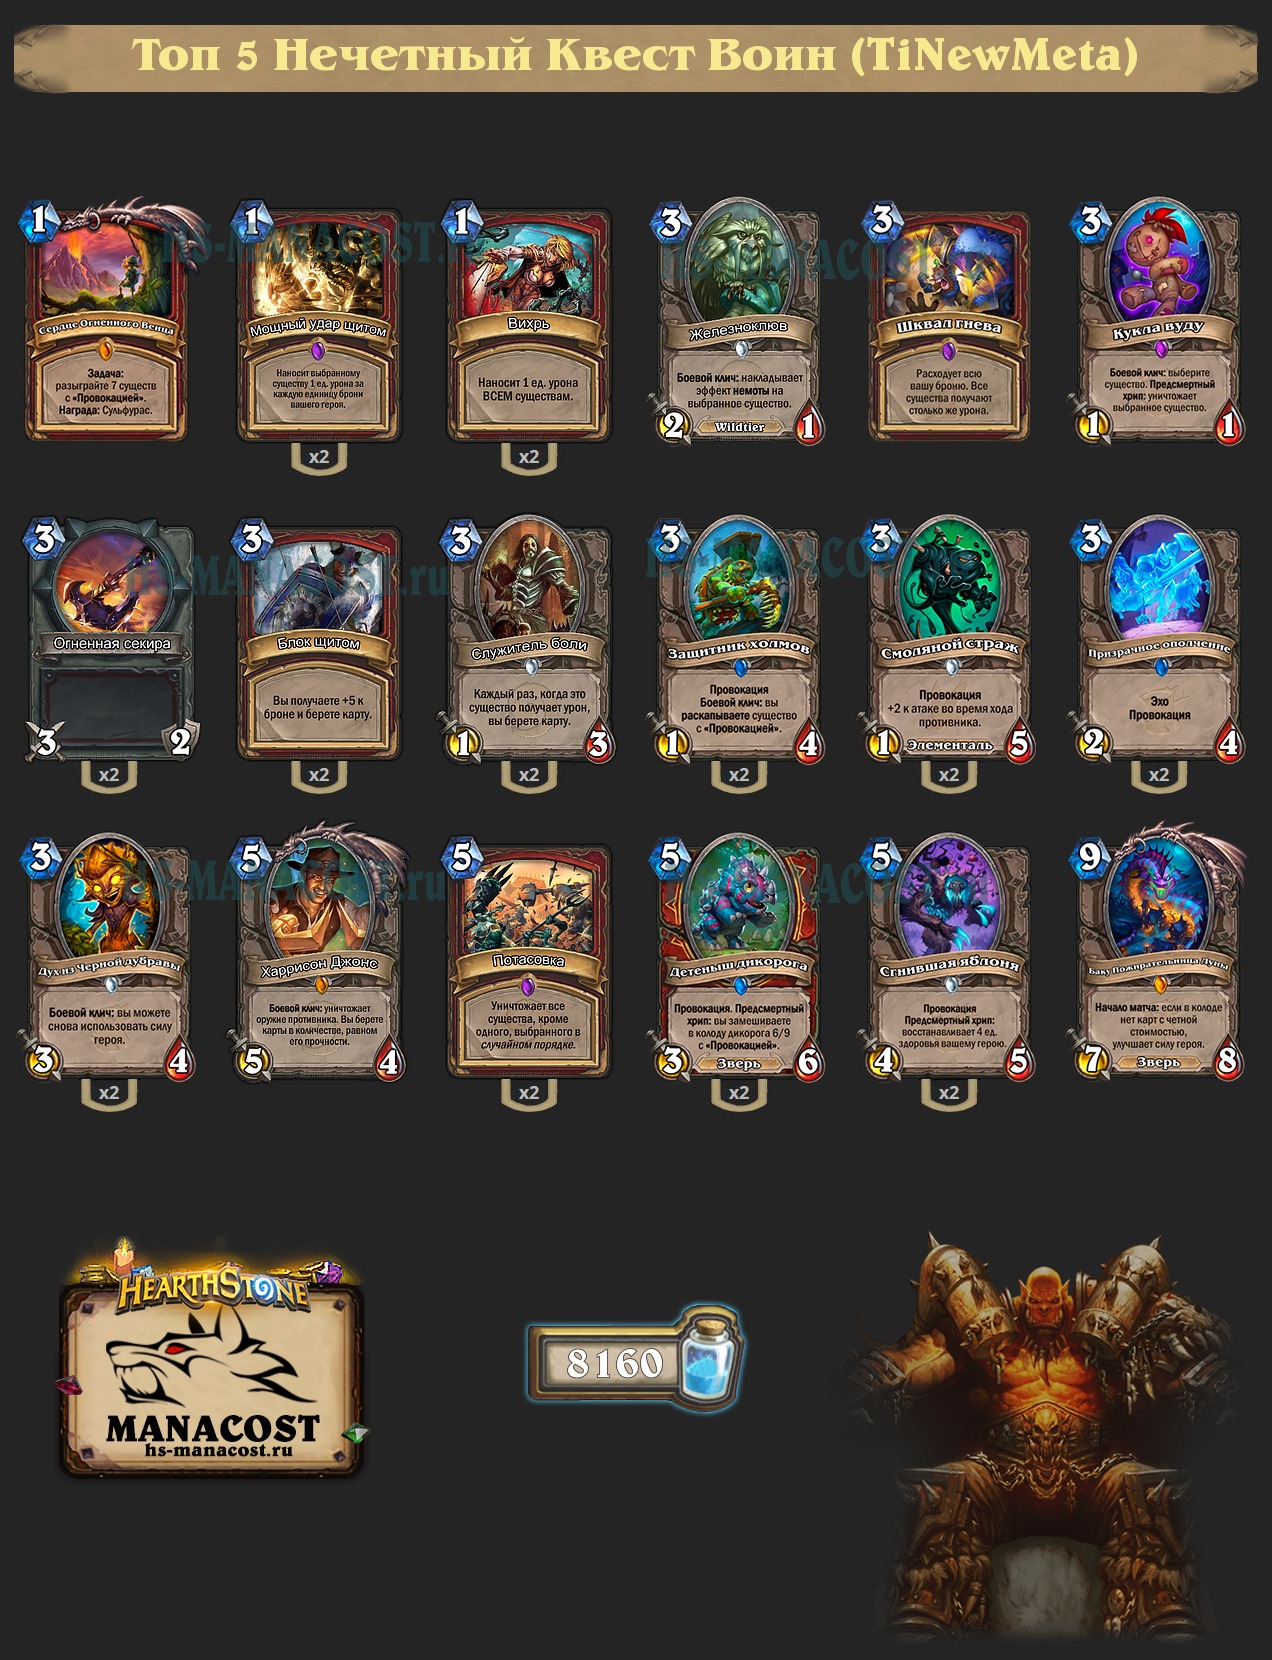 Топ 5 Нечетный Квест Воин (TiNewMeta)
1
Сердце Огненного Венца
Задача:
разыграйте 7 существ
с «Провокацией».
Награда: Сульфурас.
1
Мощный удар щитом
Наносит выбранному
существу 1 ед. урона за
каждую единицу брони
вашего героя.
x2
1
Вихрь
Наносит 1 ед. урона
ВСЕМ существам.
x2
3
Железноклюв
Боевой клич: накладывает
эффект немоты на
выбранное существо.
2
Wildtier
1
3
Шквал гнева
Расходует всю
вашу броню. Все
существа получают
столько же урона.
3
Кукла вуду
Боевой клич: выберите
существо. Предсмертный
хрип: уничтожает
выбранное существо.
1
1
3
Огненная секира
3
2
x2
3
Блок щитом
Вы получаете +5 к
броне и берете карту.
x2
3
Служитель боли
Каждый раз, когда это
существо получает урон,
вы берете карту.
1
3
x2
3
Защитник холмов
Провокация
Боевой клич: вы
раскапываете существо
с «Провокацией».
1
4
x2
3
Смоляной страж
Провокация
+2 к атаке во время хода
противника.
1
Элементаль
5
x2
3
Призрачное ополчение
Эхо
Провокация
2
4
x2
3
Дух из Черной дубравы
Боевой клич: вы можете
снова использовать силу
героя.
3
4
x2
5
Харрисон Джонс
Боевой клич: уничтожает
оружие противника. Вы берете
карты в количестве, равном
его прочности.
5
4
5
Потасовка
Уничтожает все
существа, кроме
одного, выбранного в
случайном порядке.
x2
5
Детеныш дикорога
Провокация. Предсмертный
хрип: вы замешиваете
в колоду дикорога 6/9
с «Провокацией».
3
Зверь
6
x2
5
Сгнившая яблоня
Провокация
Предсмертный хрип:
восстанавливает 4 ед.
здоровья вашему герою.
4
5
x2
9
Баку Пожирательница Луны
Начало матча: если в колоде
нет карт с четной
стоимостью,
улучшает силу героя.
7
Зверь
8
HEARTHSTONE
MANACOST
hs-manacost.ru
8160